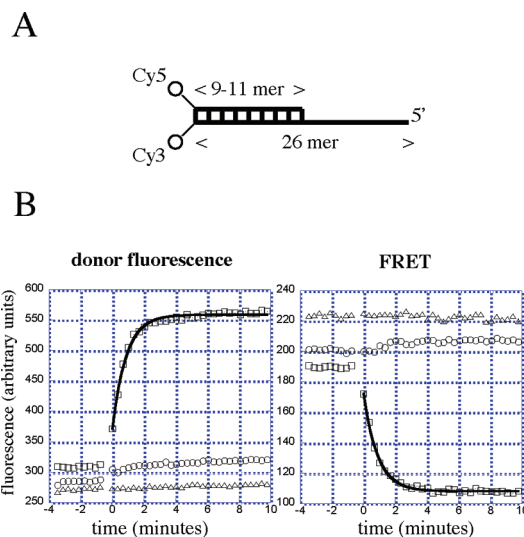 A
Cy5
< 9-11 mer >
5'
Cy3
< 26 mer >
B
donor fluorescence
FRET
fluorescence (arbitrary units)
600
550
500
450
400
350
300
250
-4 -2 0 2 4 6 8 10
time (minutes)
240
220
200
180
160
140
120
100
-4 -2 0 2 4 6 8 10
time (minutes)